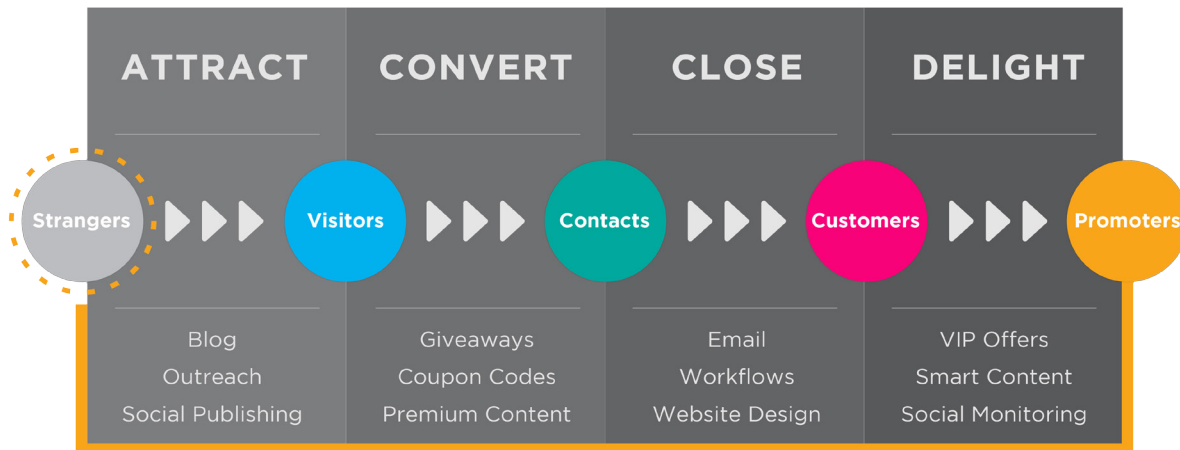 ATTRACT
CONVERT
CLOSE
DELIGHT
Strangers
Visitors
Contacts
Customers
Promoters
Blog
Outreach
Social Publishing
Giveaways
Coupon Codes
Premium Content
Email
Workflows
Website Design
VIP Offers
Smart Content
Social Monitoring